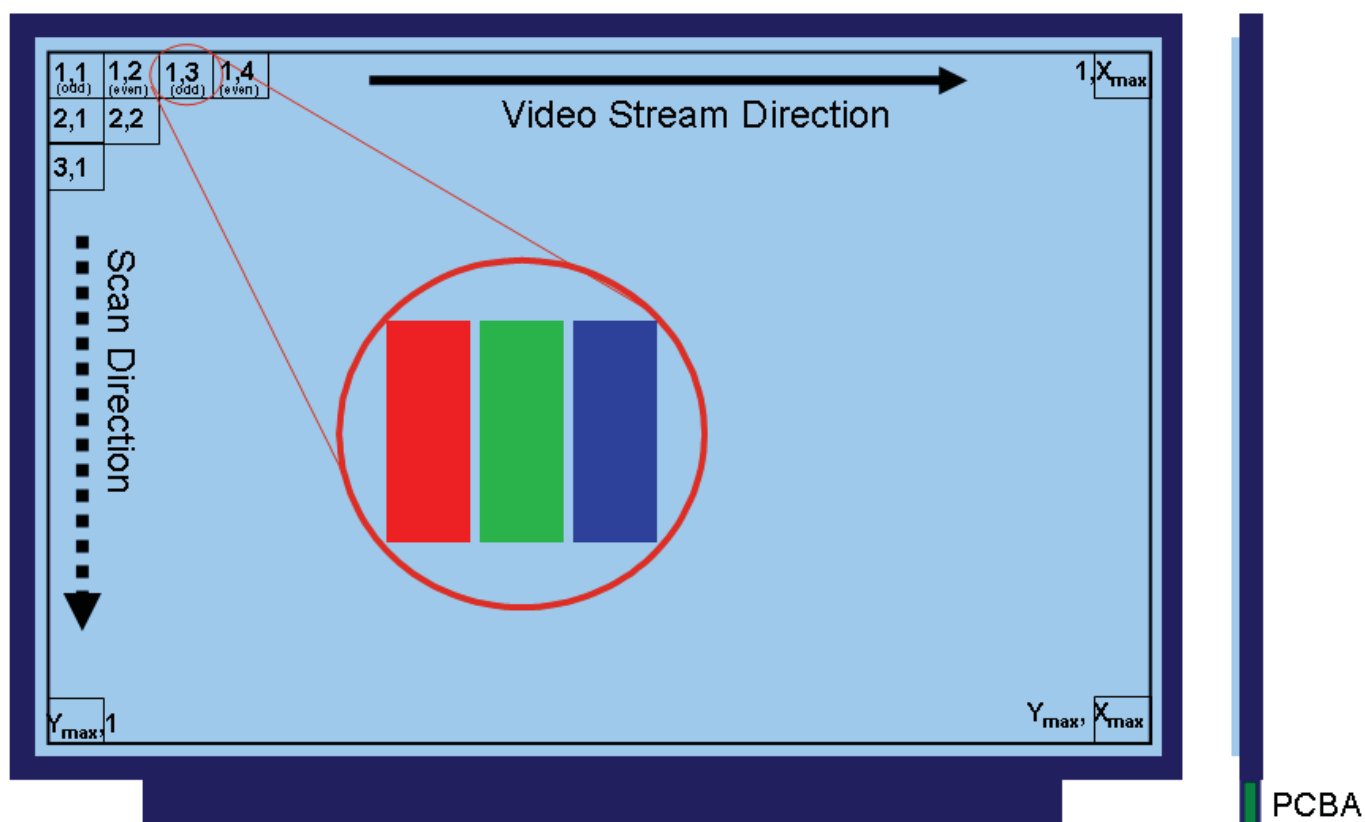 1,1 1,2 1,3 1,4 1,Xmax
(odd) (even) (odd) (even)
Video Stream Direction
2,1 2,2
3,1
Scan Direction
Ymax,1 Ymax, Xmax
PCBA